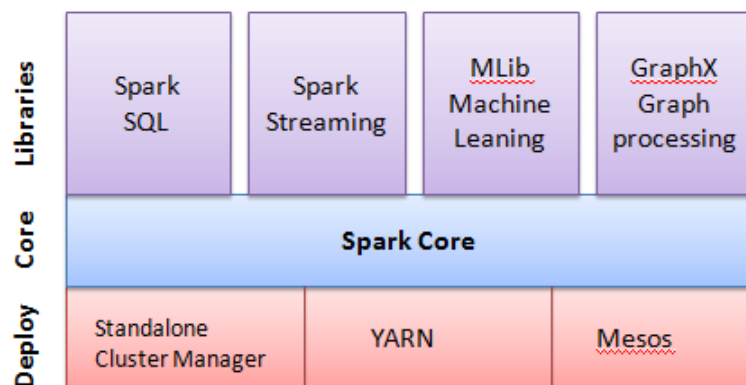 Libraries
Spark
SQL
Spark
Streaming
MLib
Machine
Leaning
GraphX
Graph
processing
Core
Spark Core
Deploy
Standalone
Cluster Manager
YARN
Mesos